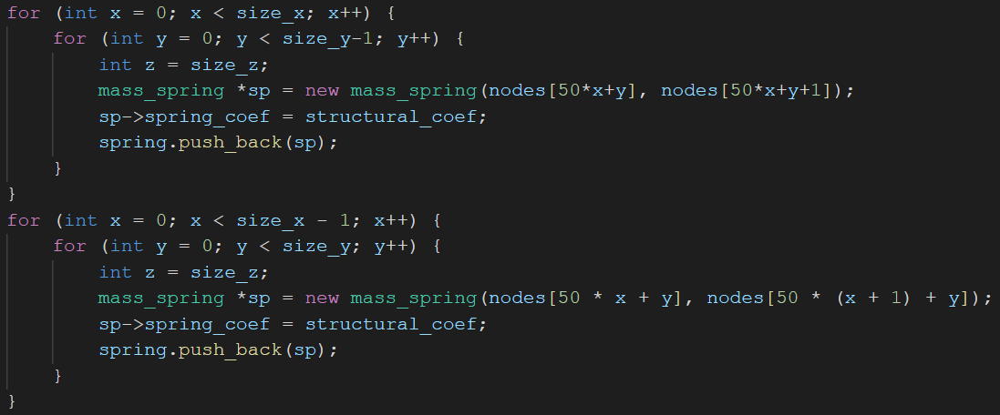 for (int x = 0; x < size_x; x++) {
    for (int y = 0; y < size_y-1; y++) {
        int z = size_z;
        mass_spring *sp = new mass_spring(nodes[50*x+y], nodes[50*x+y+1]);
        sp->spring_coef = structural_coef;
        spring.push_back(sp);
    }
}
for (int x = 0; x < size_x - 1; x++) {
    for (int y = 0; y < size_y; y++) {
        int z = size_z;
        mass_spring *sp = new mass_spring(nodes[50 * x + y], nodes[50 * (x + 1) + y]);
        sp->spring_coef = structural_coef;
        spring.push_back(sp);
    }
}